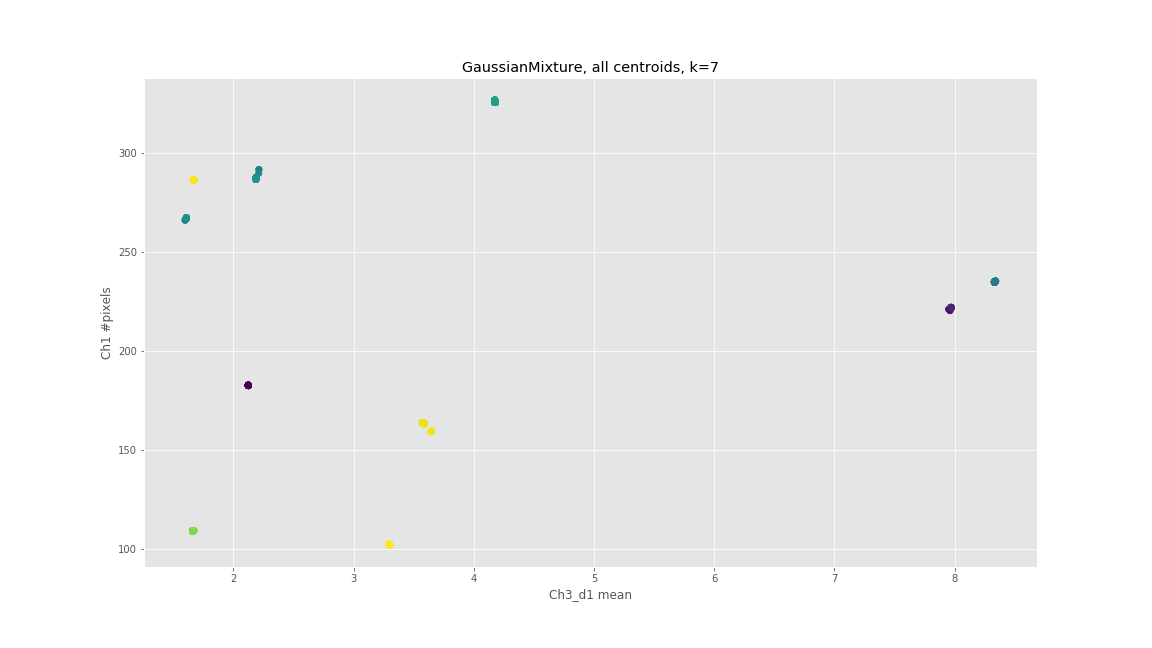 GaussianMixture, all centroids, k=7
300
250
200
150
100
Ch1 #pixels
2 3 4 5 6 7 8
Ch3_d1 mean